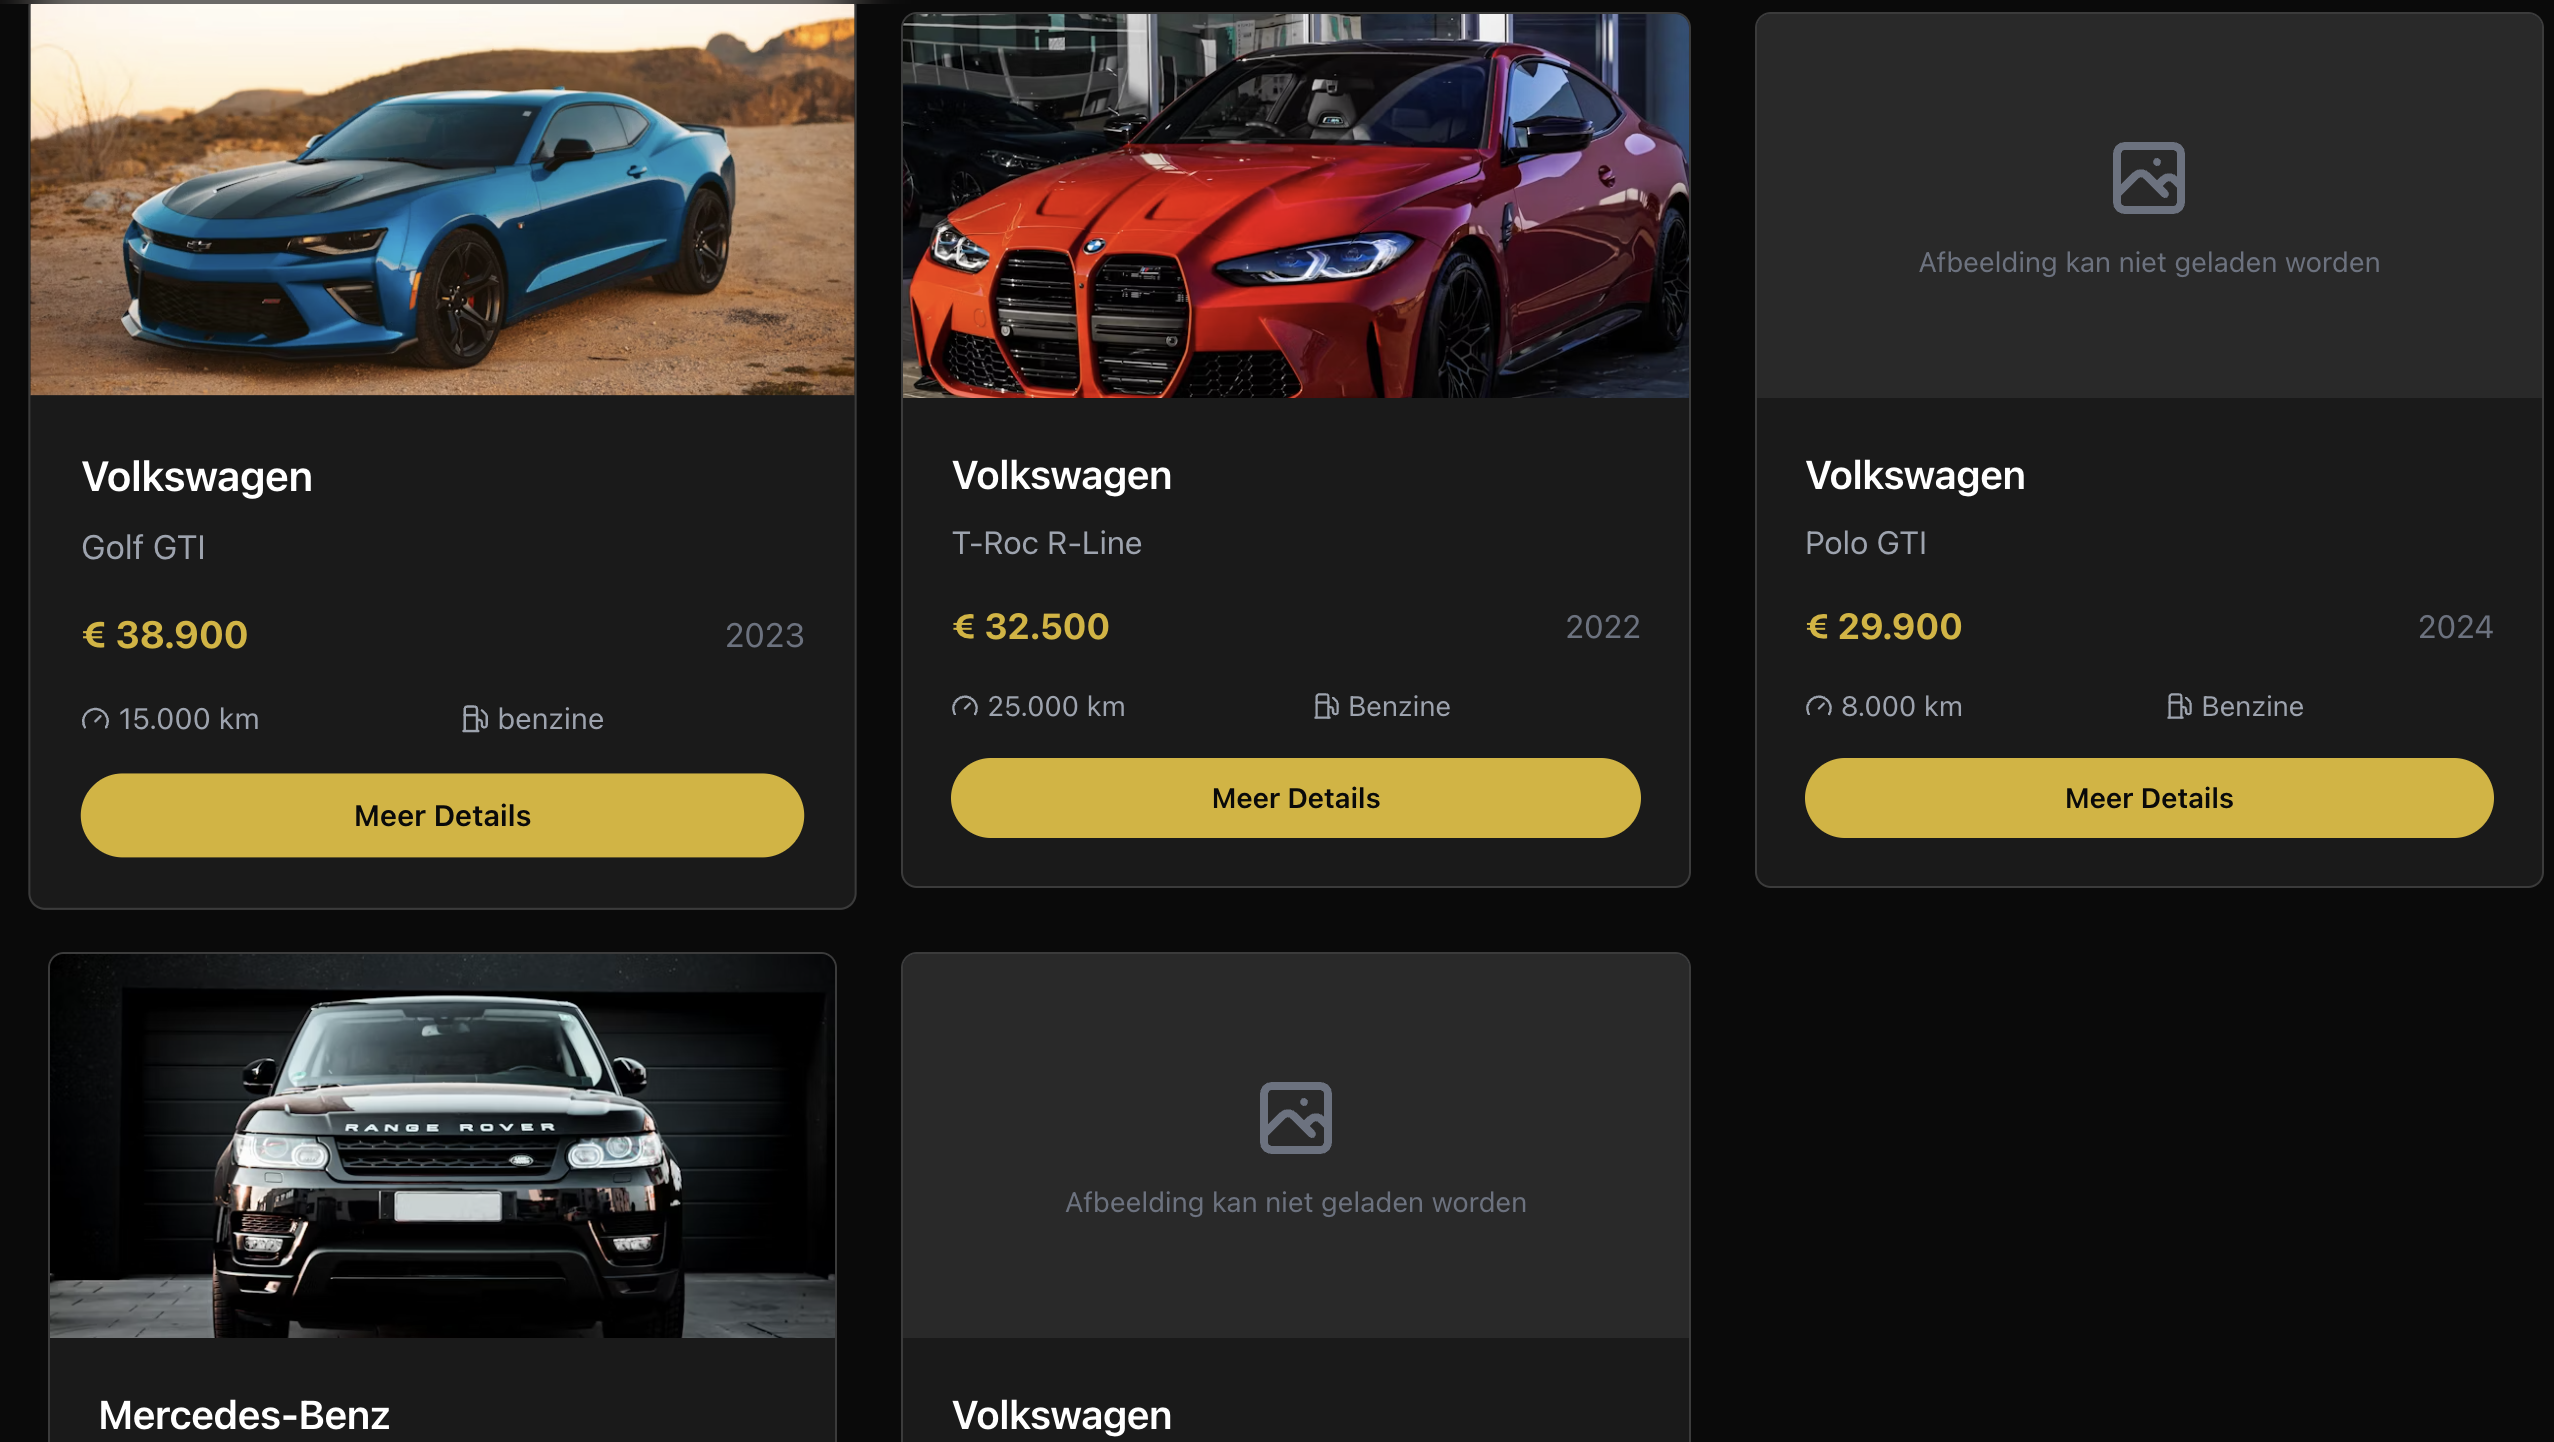 Afbeelding kan niet geladen worden
Volkswagen
Golf GTI
€ 38.900
2023
15.000 km
benzine
Meer Details
Volkswagen
T-Roc R-Line
€ 32.500
2022
25.000 km
Benzine
Meer Details
Volkswagen
Polo GTI
€ 29.900
2024
8.000 km
Benzine
Meer Details
RANGE ROVER
Mercedes-Benz
Afbeelding kan niet geladen worden
Volkswagen